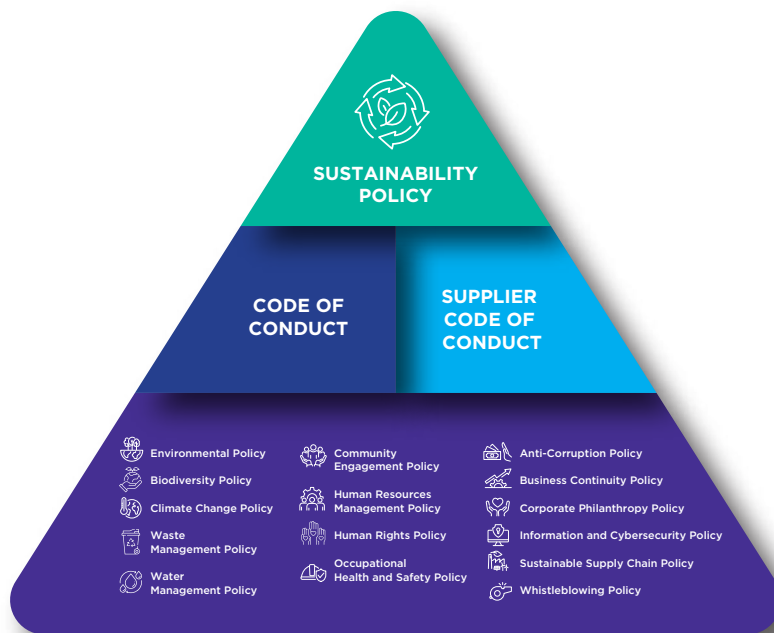 SUSTAINABILITY
POLICY
CODE OF
CONDUCT
SUPPLIER
CODE OF
CONDUCT
Environmental Policy
Biodiversity Policy
Climate Change Policy
Waste
Management Policy
Water
Management Policy
Community
Engagement Policy
Human Resources
Management Policy
Human Rights Policy
Occupational
Health and Safety Policy
Anti-Corruption Policy
Business Continuity Policy
Corporate Philanthropy Policy
Information and Cybersecurity Policy
Sustainable Supply Chain Policy
Whistleblowing Policy